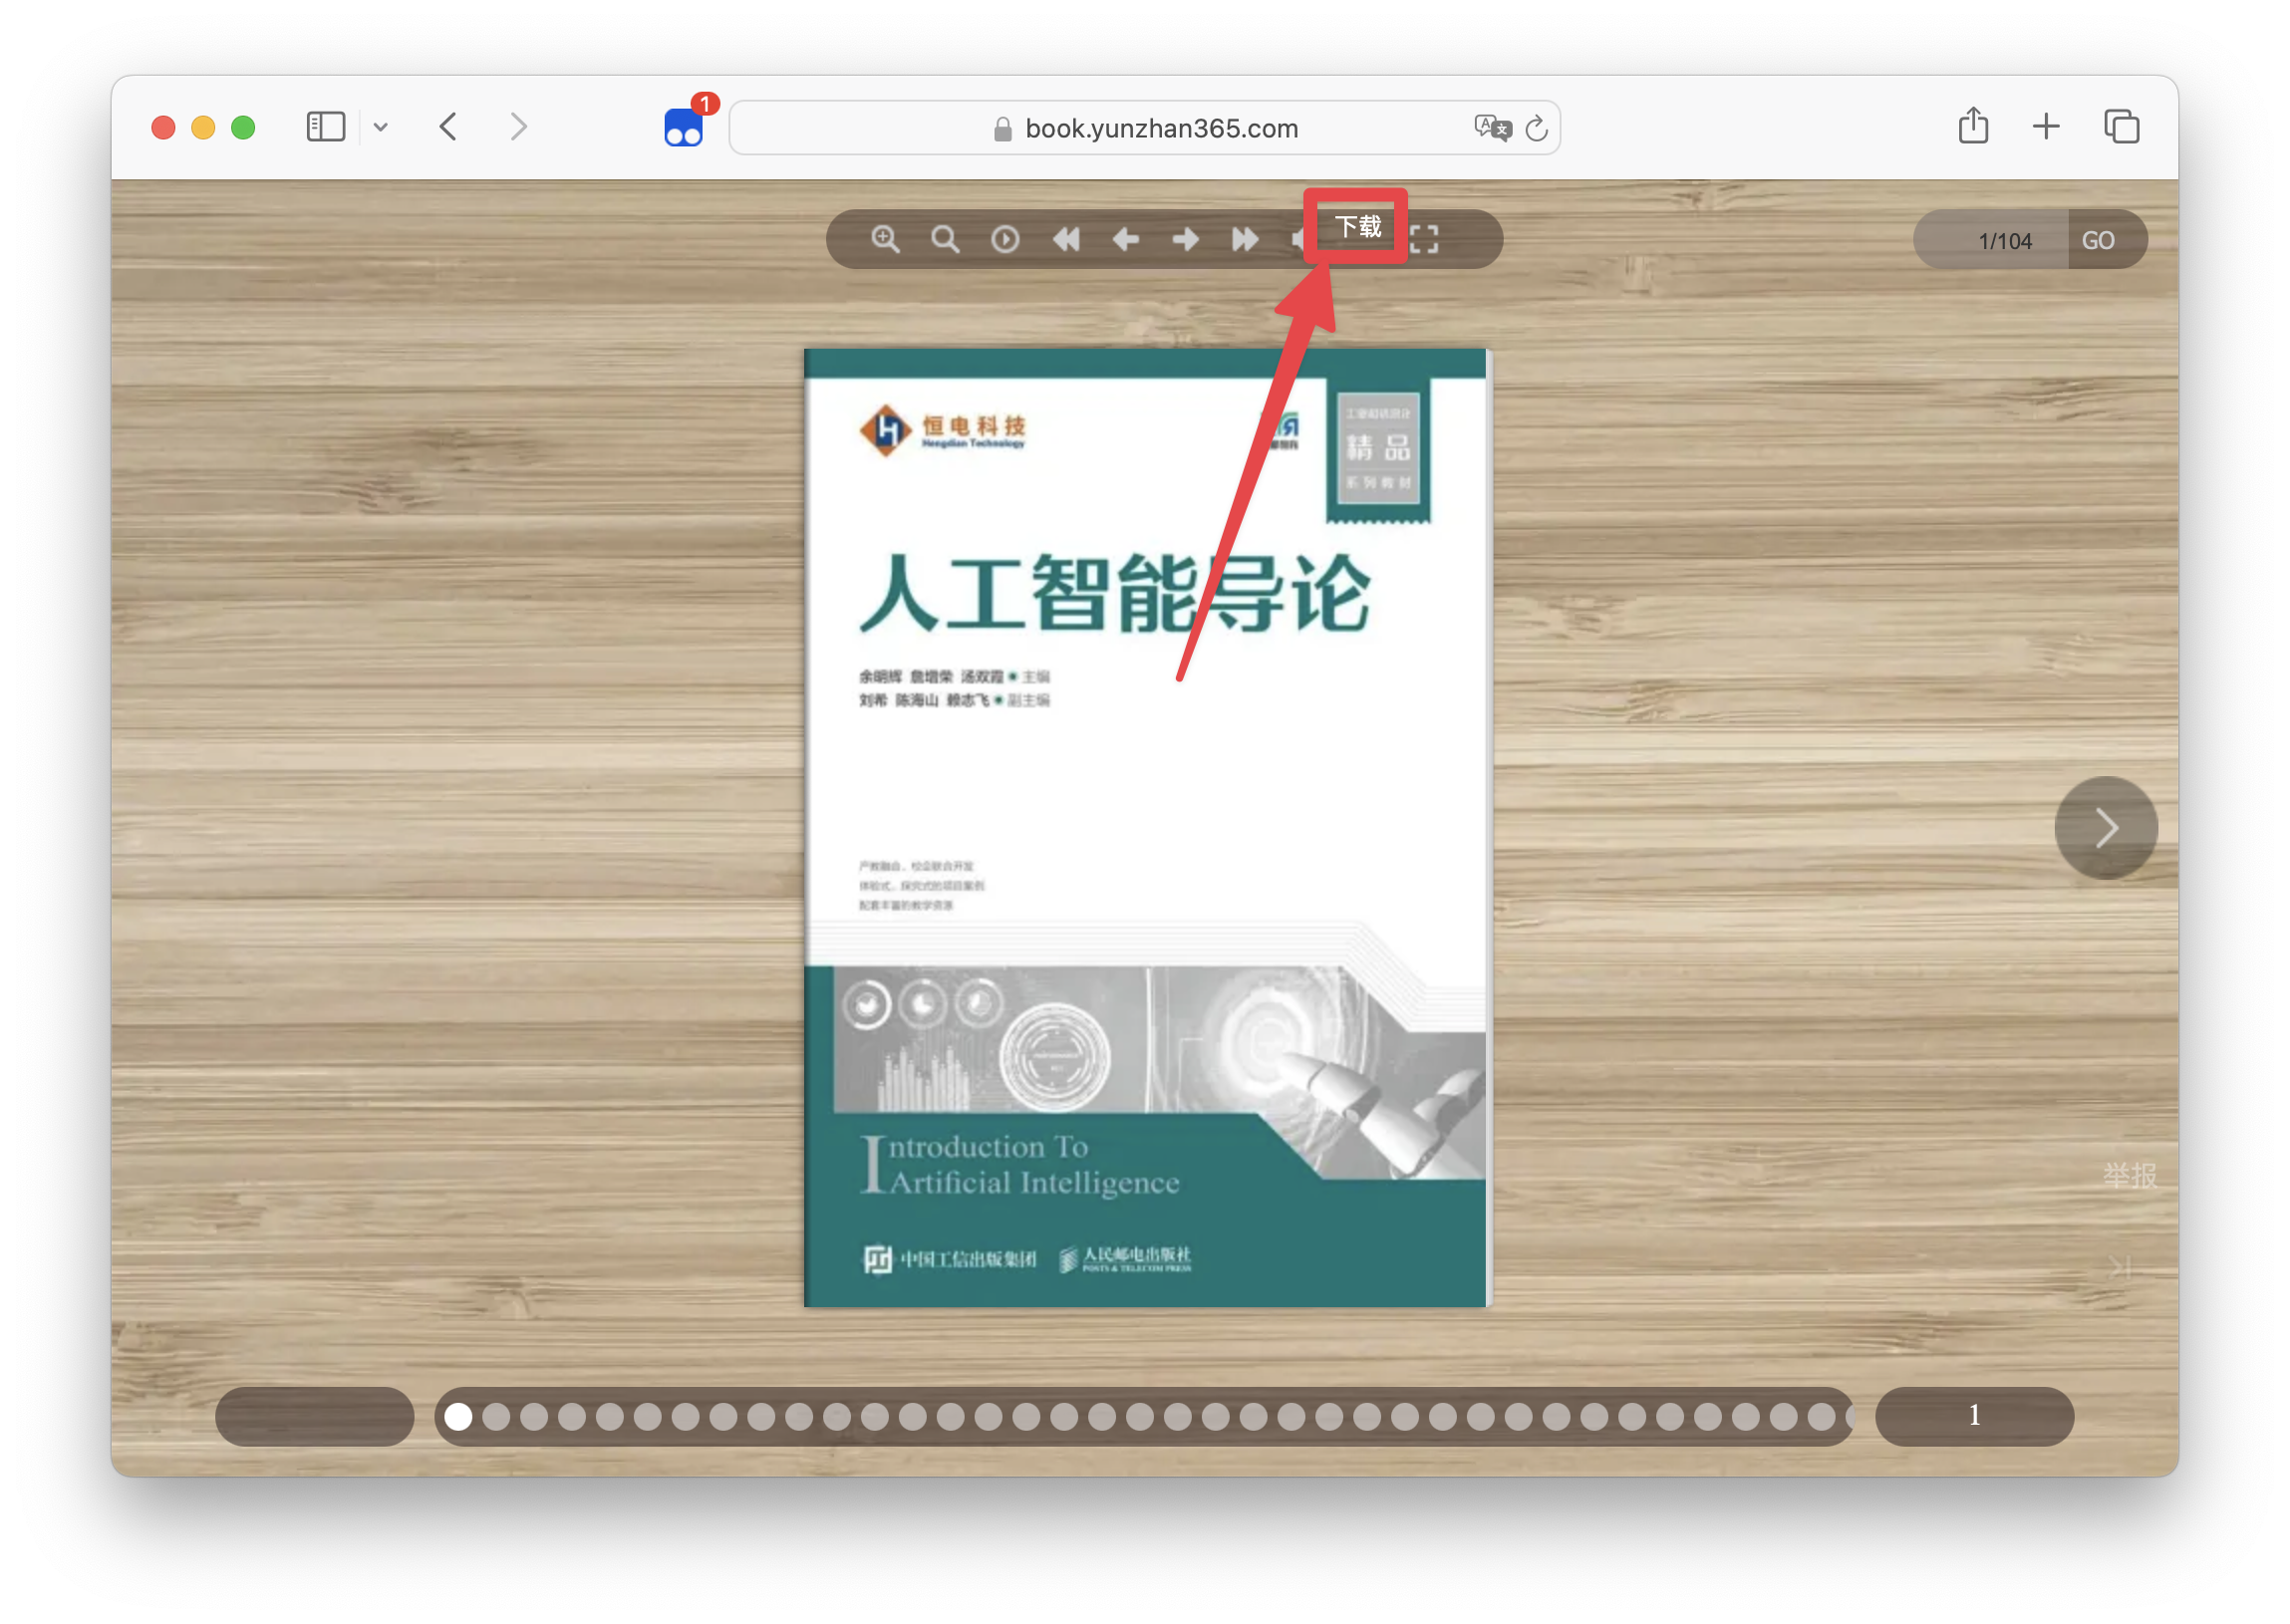 1
book.yunzhan365.com
下载
1/104
GO
恒电科技
Hengdian Technology
精品
系列教材
人工智能导论
余明辉 詹增荣 汤双霞 主编
刘希 陈海山 赖志飞 副主编
产教融合，校企联合开发
体验式、探究式的项目案例
配套丰富的教学资源
Introduction To
Artificial Intelligence
中国工信出版集团
人民邮电出版社
POSTS & TELECOM PRESS
举报
1